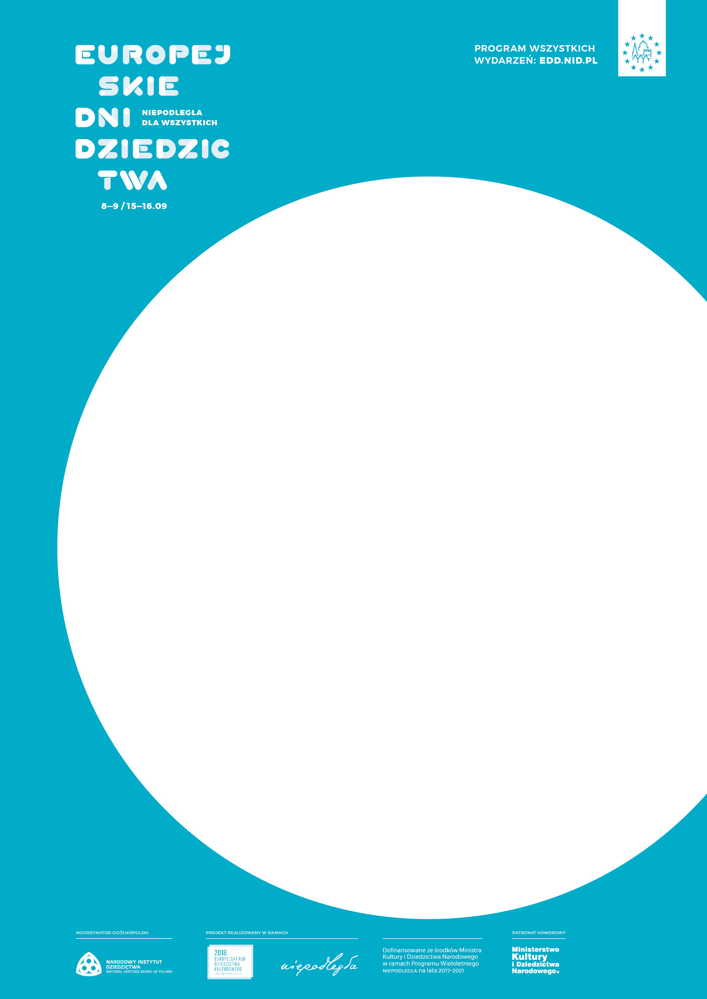 EUROPEJ
SKIE
DNI
NIEPODLEGŁA
DLA WSZYSTKICH
DZIEDZIC
TWA
8–9 / 15–16.09
PROGRAM WSZYSTKICH
WYDARZEŃ: EDD.NID.PL
KOORDYNATOR OGÓLNOPOLSKI
NARODOWY INSTYTUT
DZIEDZICTWA
NATIONAL HERITAGE BOARD OF POLAND
PROJEKT REALIZOWANY W RAMACH
2018
EUROPEJSKI ROK
DZIEDZICTWA
KULTUROWEGO
#EuropeForCulture
niepodległa
Dofinansowane ze środków Ministra
Kultury i Dziedzictwa Narodowego
w ramach Programu Wieloletniego
NIEPODLEGŁA na lata 2017–2021
PATRONAT HONOROWY
Ministerstwo
Kultury
i Dziedzictwa
Narodowego.